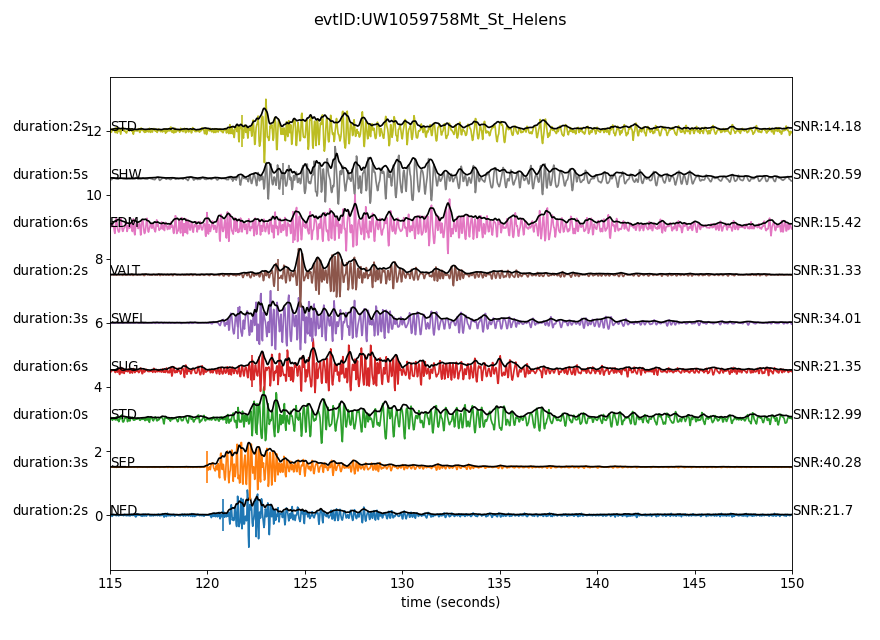 evtID:UW1059758Mt_St_Helens
duration:2s STD SNR:14.18
12
duration:5s SHW SNR:20.59
10
duration:6s EDM SNR:15.42
8
duration:2s VALT SNR:31.33
duration:3s SWFL SNR:34.01
6
duration:6s SUG SNR:21.35
4
duration:0s STD SNR:12.99
2
duration:3s SEP SNR:40.28
duration:2s NED SNR:21.7
0
115 120 125 130 135 140 145 150
time (seconds)